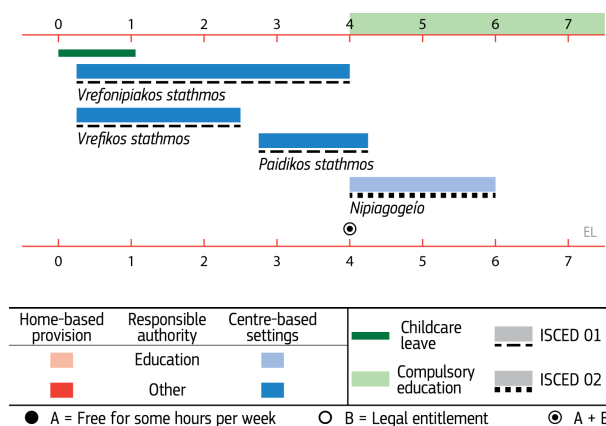 0 1 2 3 4 5 6 7
Vrefonipiakos stathmos
Vrefikos stathmos
Paidikos stathmos
Nipiagogeío
EL
0 1 2 3 4 5 6 7
Home-based provision
Responsible authority
Centre-based settings
Education
Other
Childcare leave
ISCED 01
Compulsory education
ISCED 02
A = Free for some hours per week
B = Legal entitlement
A + B